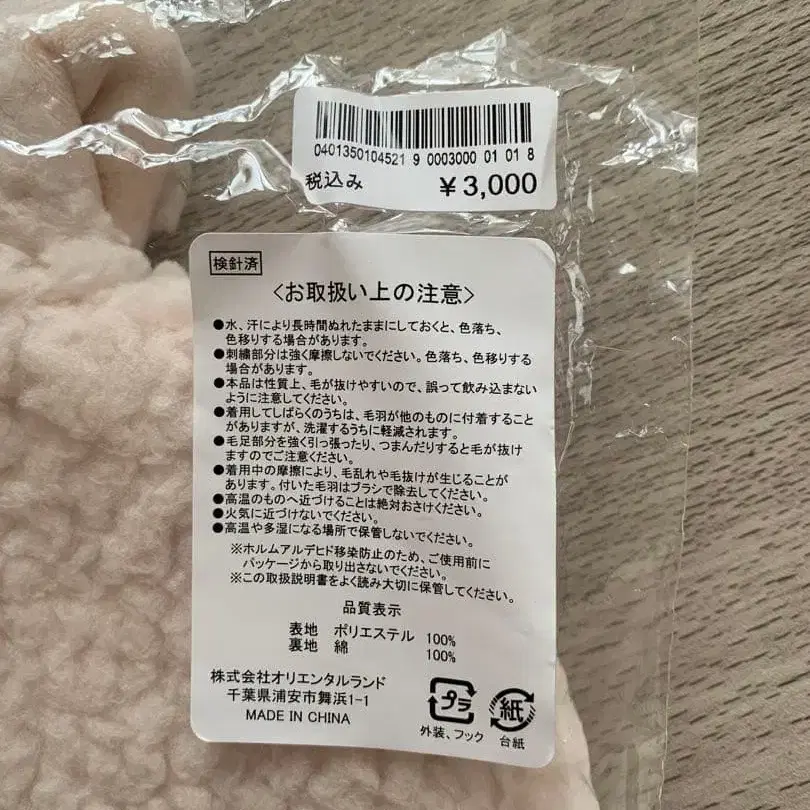 0401350104521 9 0003000 01 01 8
税込み ￥3,000
検針済
〈お取扱い上の注意〉
●水、汗により長時間ぬれたままにしておくと、色落ち、
色移りする場合があります。
●刺繍部分は強く摩擦しないでください。色落ち、色移りする
場合があります。
●本品は性質上、毛が抜けやすいので、誤って飲み込まない
ように注意してください。
●着用してしばらくのうちは、毛羽が他のものに付着すること
がありますが、洗濯するうちに軽減されます。
●毛足部分を強く引っ張ったり、つまんだりすると毛が抜け
ますのでご注意ください。
●着用中の摩擦により、毛乱れや毛抜けが生じることが
あります。付いた毛羽はブラシで除去してください。
●高温のものへ近づけることは絶対おさけください。
●火気に近づけないでください。
●高温や多湿になる場所で保管しないでください。
※ホルムアルデヒド移染防止のため、ご使用前に
パッケージから取り出さないでください。
※この取扱説明書をよく読み大切に保管してください。
品質表示
表地 ポリエステル 100%
裏地 綿 100%
株式会社オリエンタルランド
千葉県浦安市舞浜1-1
MADE IN CHINA
プラ 紙
外装、フック 台紙